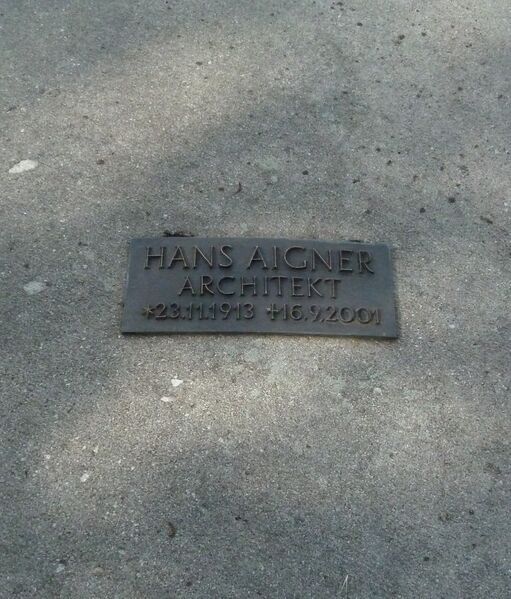 HANS AIGNER
ARCHITEKT
*23.11.1913 ✝16.9.2001